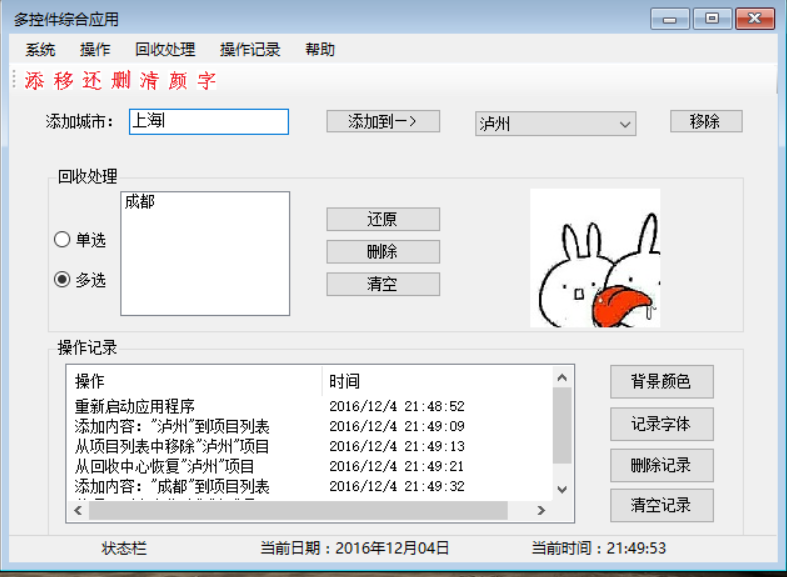 多控件综合应用
系统 操作 回收处理 操作记录 帮助
添 移 还 删 清 颜 字
添加城市： 上海 添加到一> 泸州 移除
回收处理
成都
单选
多选
还原
删除
清空
操作记录
操作 时间
重新启动应用程序 2016/12/4 21:48:52
添加内容："泸州"到项目列表 2016/12/4 21:49:09
从项目列表中移除"泸州"项目 2016/12/4 21:49:13
从回收中心恢复"泸州"项目 2016/12/4 21:49:21
添加内容："成都"到项目列表 2016/12/4 21:49:32
背景颜色
记录字体
删除记录
清空记录
状态栏 当前日期：2016年12月04日 当前时间：21:49:53